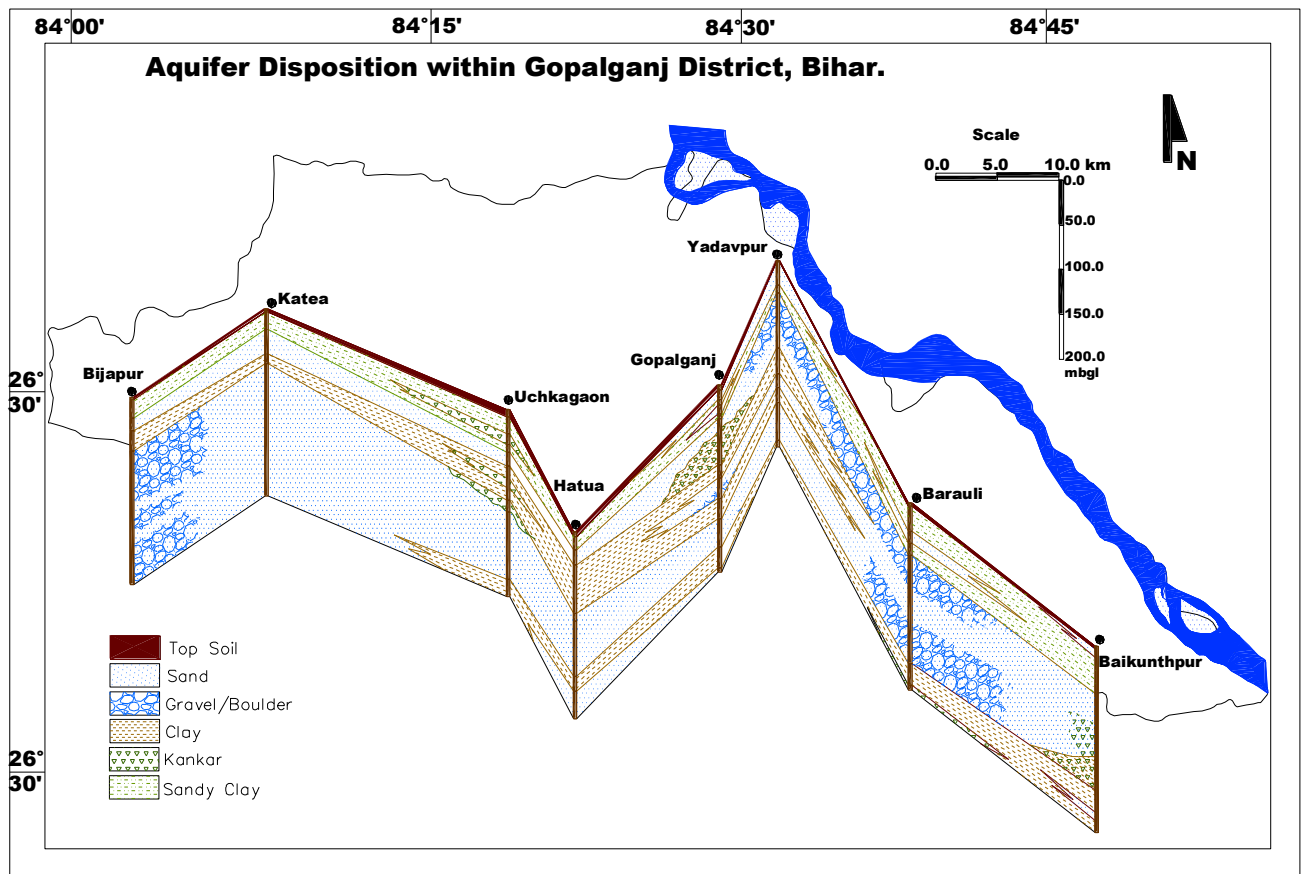 84°00' 84°15' 84°30' 84°45'
Aquifer Disposition within Gopalganj District, Bihar.
Scale
0.0 5.0 10.0 km
0.0
50.0
100.0
150.0
200.0
mbgl
N
Yadavpur
Katea
Gopalganj
Bijapur
26°
30'
Uchkagaon
Hatua
Barauli
Baikunthpur
Top Soil
Sand
Gravel/Boulder
Clay
Kankar
Sandy Clay
26°
30'